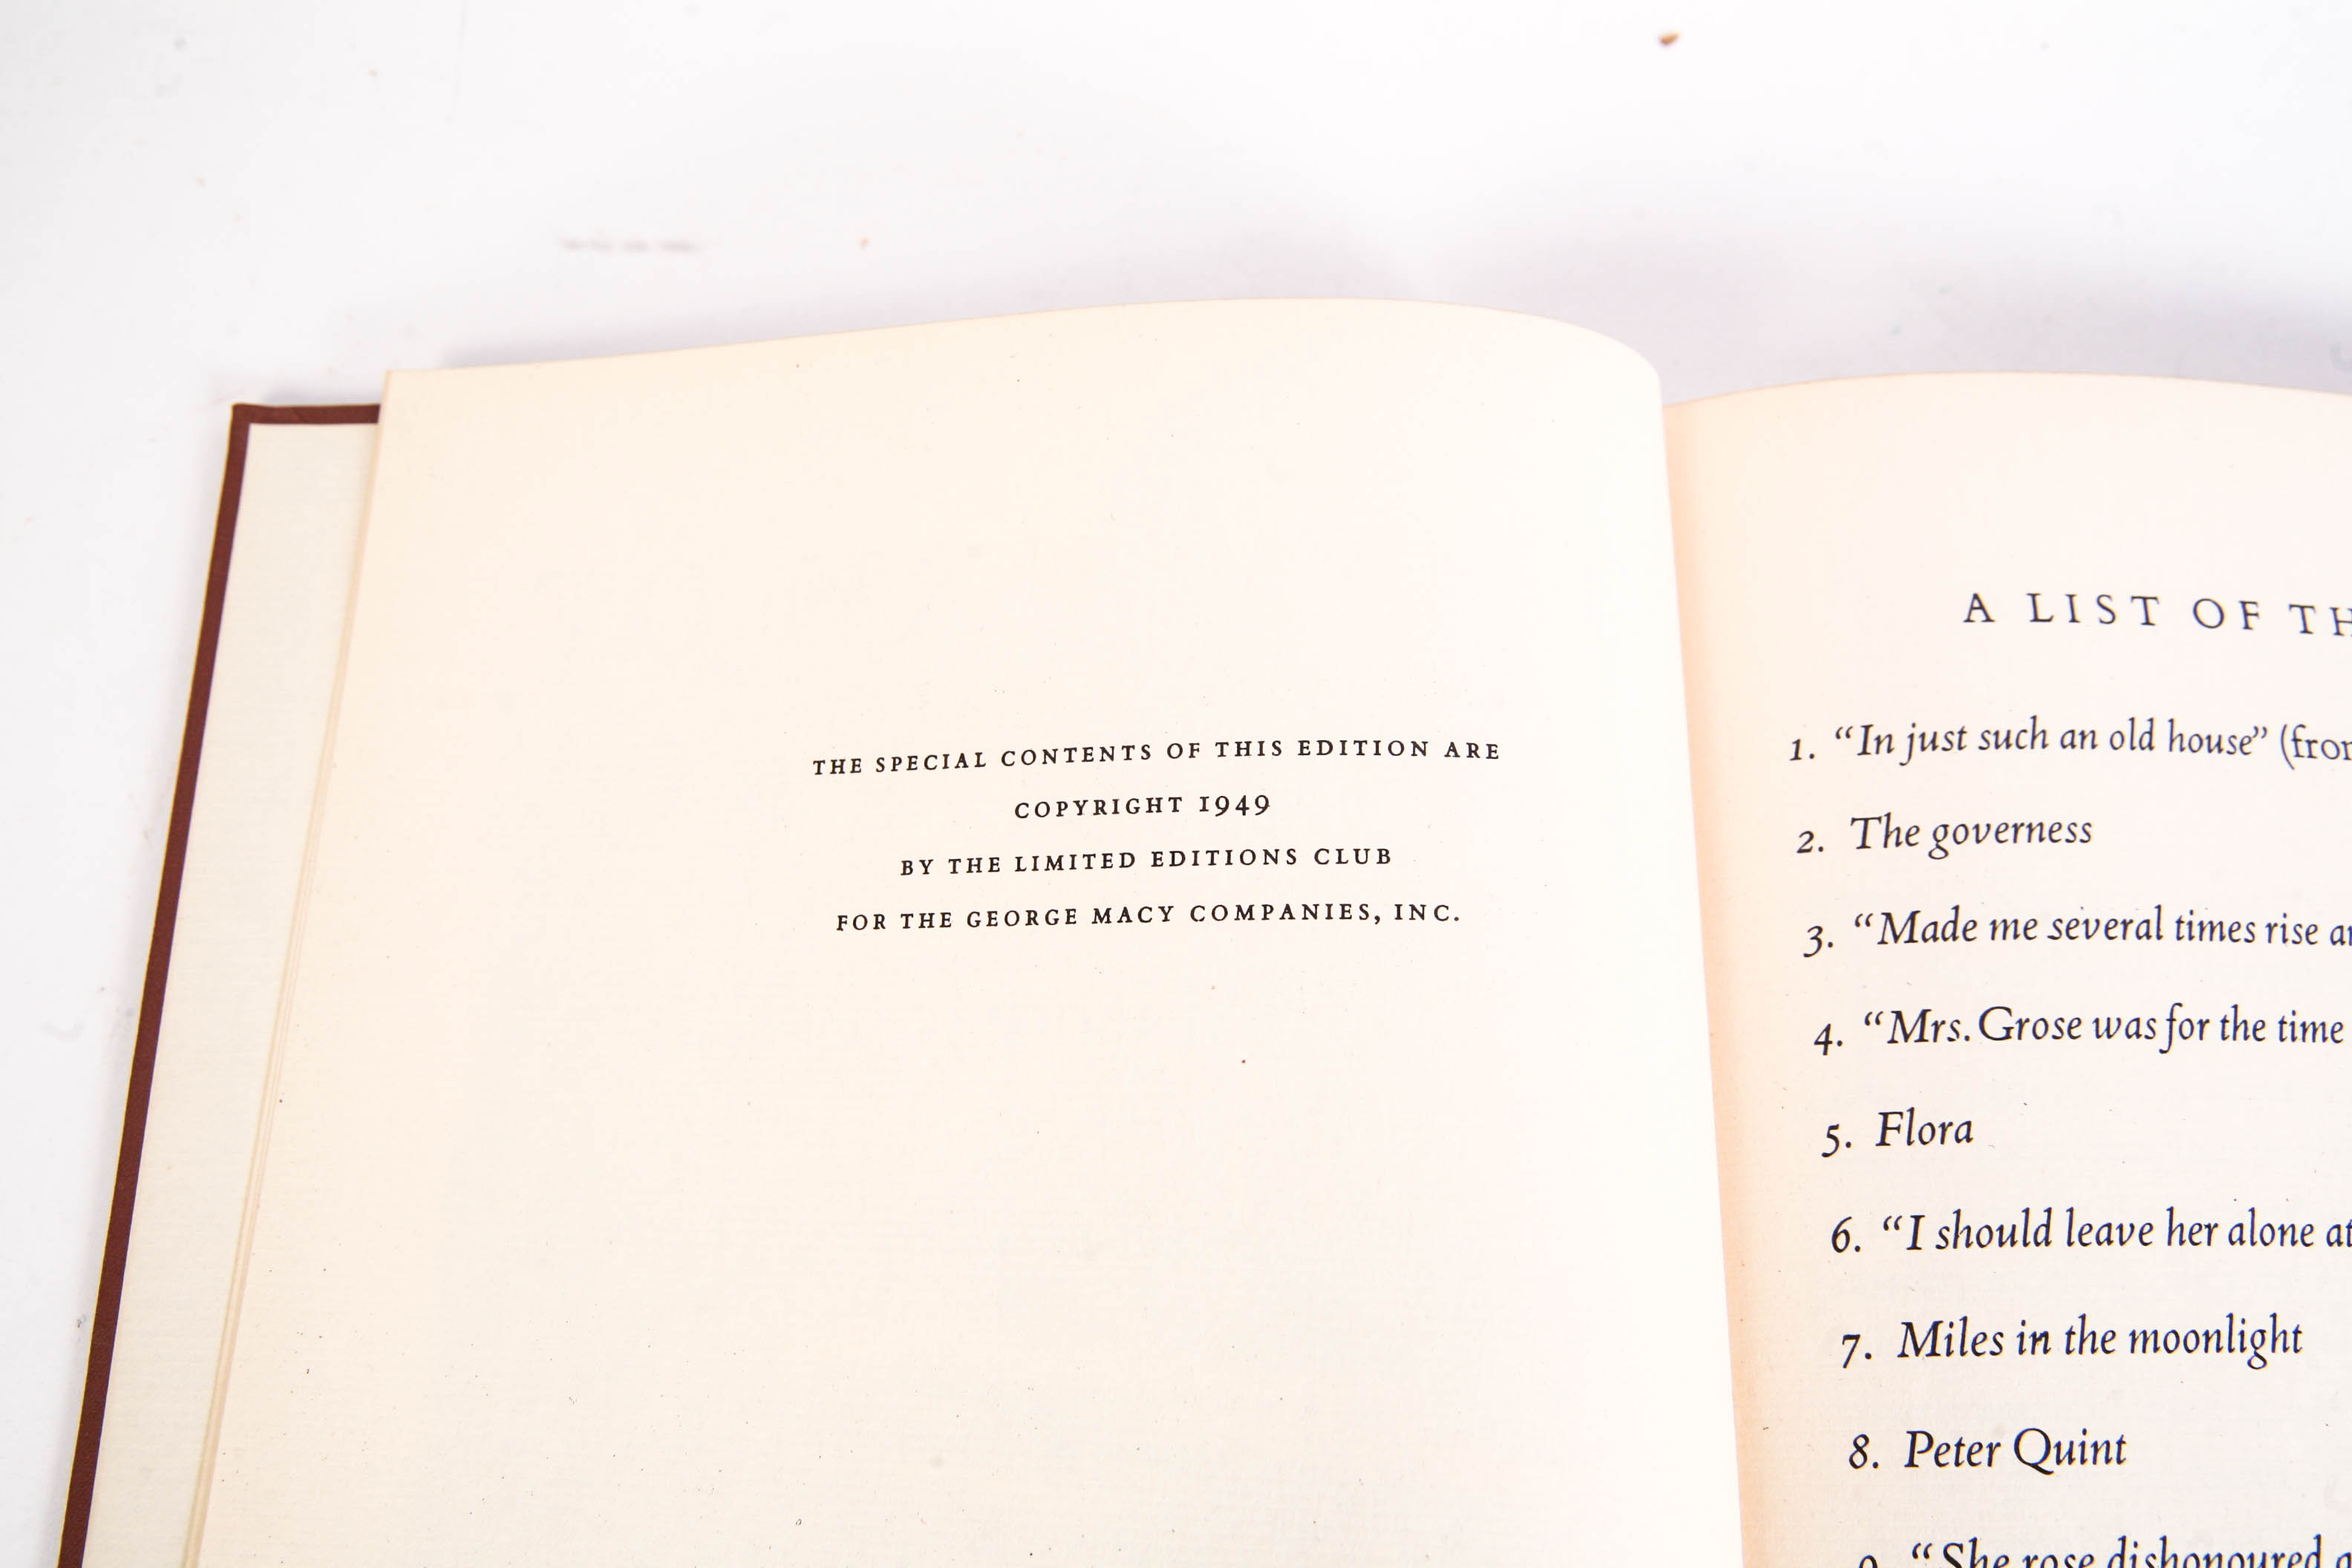 THE SPECIAL CONTENTS OF THIS EDITION ARE
COPYRIGHT 1949
BY THE LIMITED EDITIONS CLUB
FOR THE GEORGE MACY COMPANIES, INC.
A LIST OF
1. “In just such an old house”
2. The governess
3. “Made me several times rise
4. “Mrs. Grose was for the time
5. Flora
6. “I should leave her alone
7. Miles in the moonlight
8. Peter Quint
“She rose dishonoured